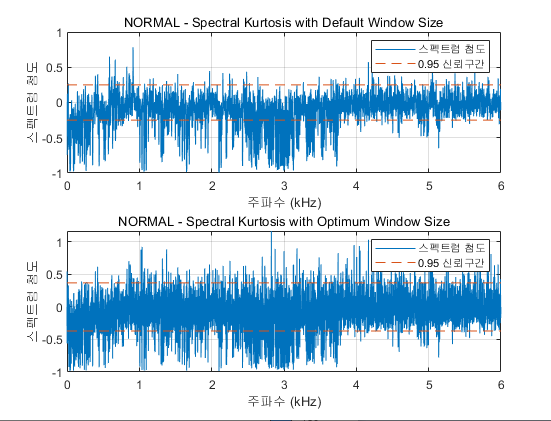 NORMAL - Spectral Kurtosis with Default Window Size
1
0.5
0
-0.5
-1
스펙트럼 첨도
스펙트럼 첨도
0.95 신뢰구간
0 1 2 3 4 5 6
주파수 (kHz)
NORMAL - Spectral Kurtosis with Optimum Window Size
1
0.5
0
-0.5
-1
스펙트럼 첨도
스펙트럼 첨도
0.95 신뢰구간
0 1 2 3 4 5 6
주파수 (kHz)